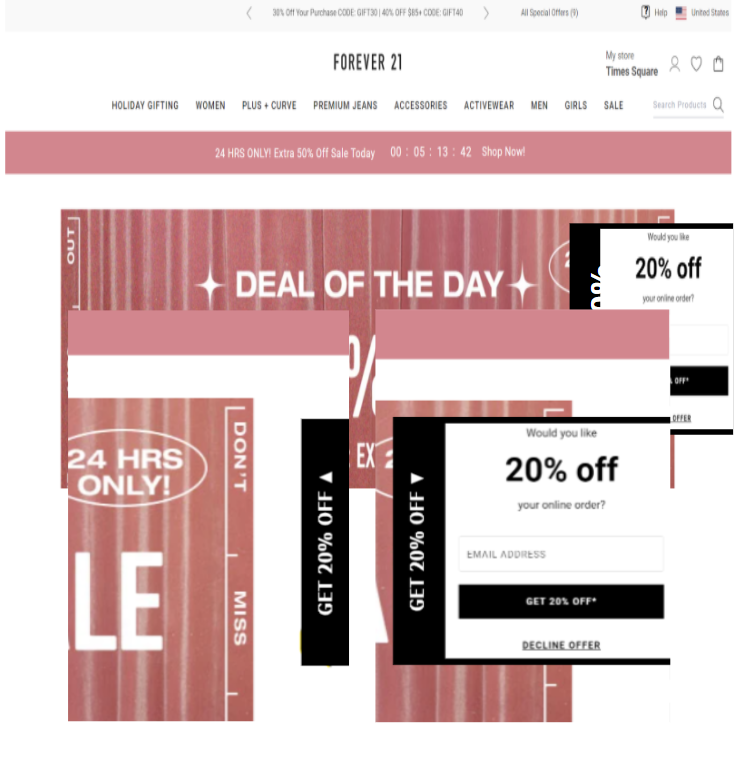 30% Off Your Purchase CODE: GIFT30 | 40% OFF $85+ CODE: GIFT40
All Special Offers (9)
Help
United States
FOREVER 21
My store
Times Square
HOLIDAY GIFTING WOMEN PLUS + CURVE PREMIUM JEANS ACCESSORIES ACTIVEWEAR MEN GIRLS SALE
Search Products
24 HRS ONLY! Extra 50% Off Sale Today 00 : 05 : 13 : 42 Shop Now!
OUT
DEAL OF THE DAY
Would you like
20% off
your online order?
OFF*
OFFER
%
EX
24 HRS
ONLY!
DON'T
MISS
LE
GET 20% OFF
GET 20% OFF
Would you like
20% off
your online order?
EMAIL ADDRESS
GET 20% OFF*
DECLINE OFFER